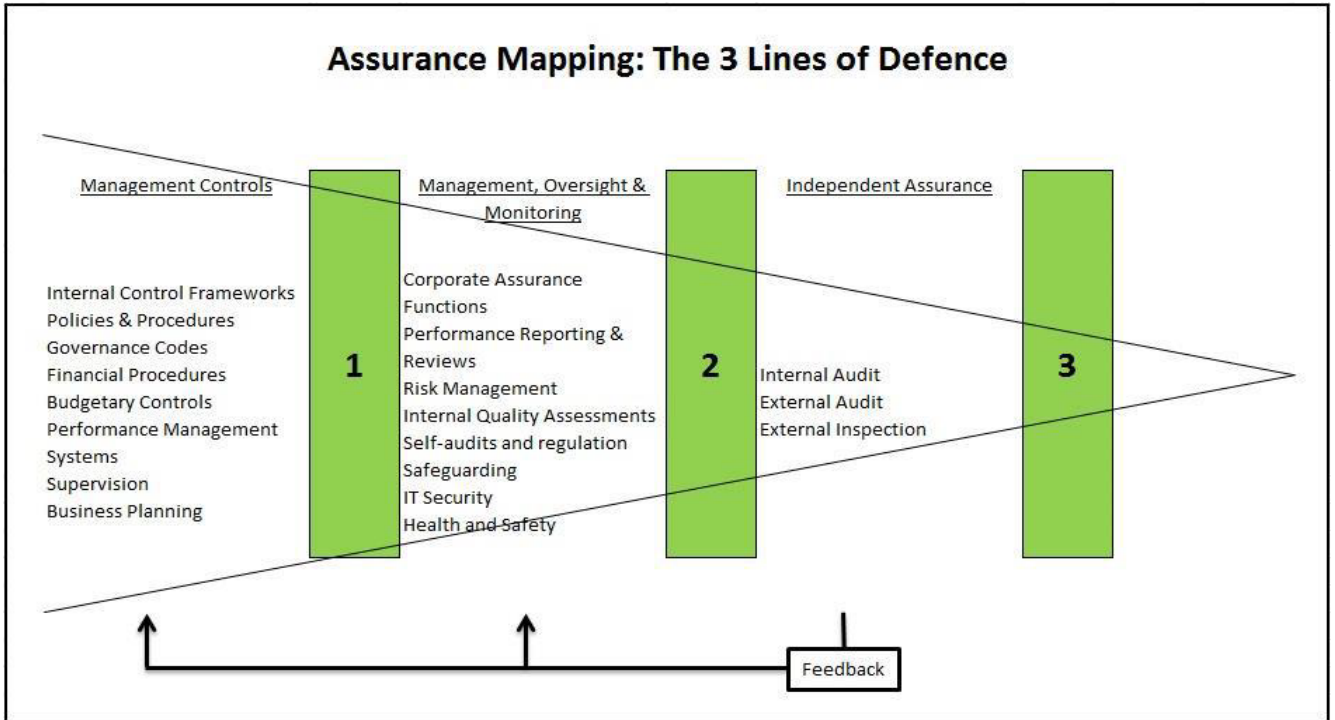 Assurance Mapping: The 3 Lines of Defence
Management Controls
Internal Control Frameworks
Policies & Procedures
Governance Codes
Financial Procedures
Budgetary Controls
Performance Management
Systems
Supervision
Business Planning
1
Management, Oversight &
Monitoring
Corporate Assurance
Functions
Performance Reporting &
Reviews
Risk Management
Internal Quality Assessments
Self-audits and regulation
Safeguarding
IT Security
Health and Safety
2
Independent Assurance
Internal Audit
External Audit
External Inspection
3
Feedback